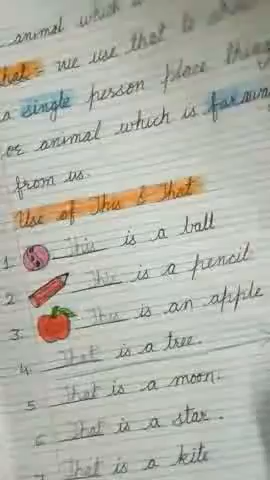 animal which
that = we use that to
a single person place thing
or animal which is far away
from us.
Use of This & That
1. This is a ball
2 This is a pencil
3. This is an apple
4. That is a tree.
5 That is a moon.
6 That is a star.
7. That is a kite